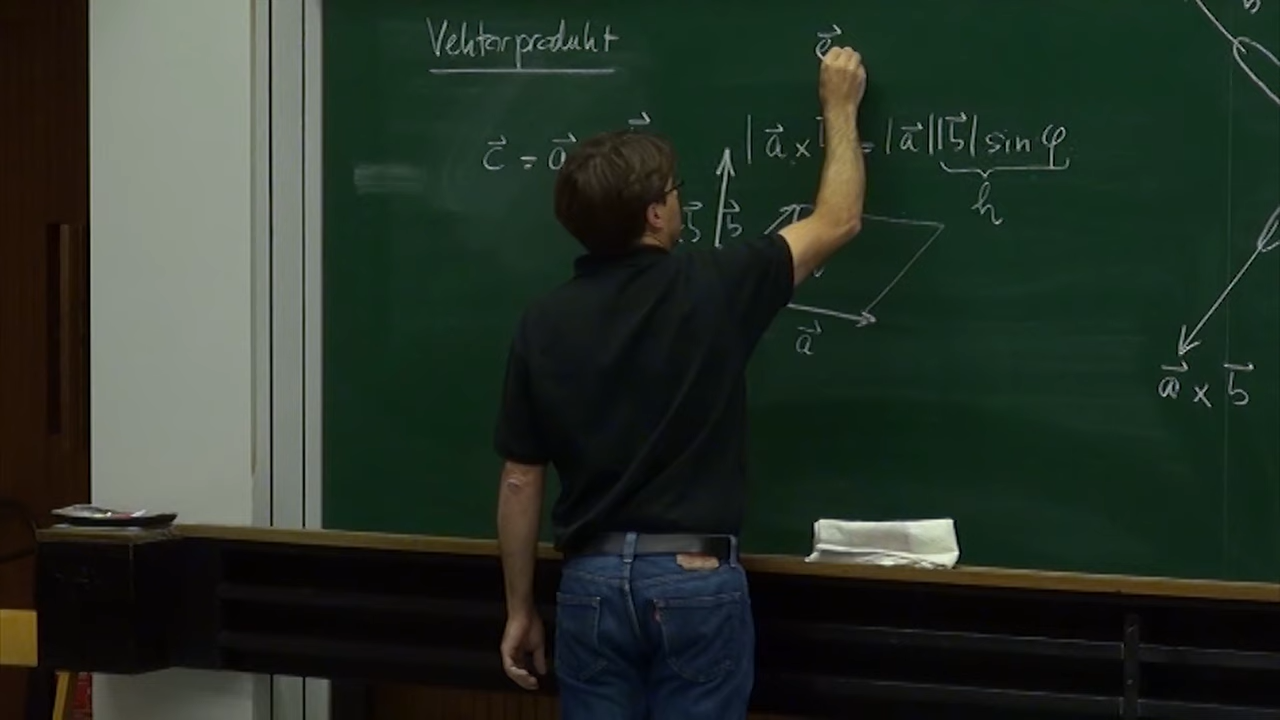 Vektorprodukt
a⃗
c⃗ = a⃗
|a⃗ × = |a⃗||b⃗| sin φ
h
b⃗ b⃗
a⃗
a⃗ × b⃗